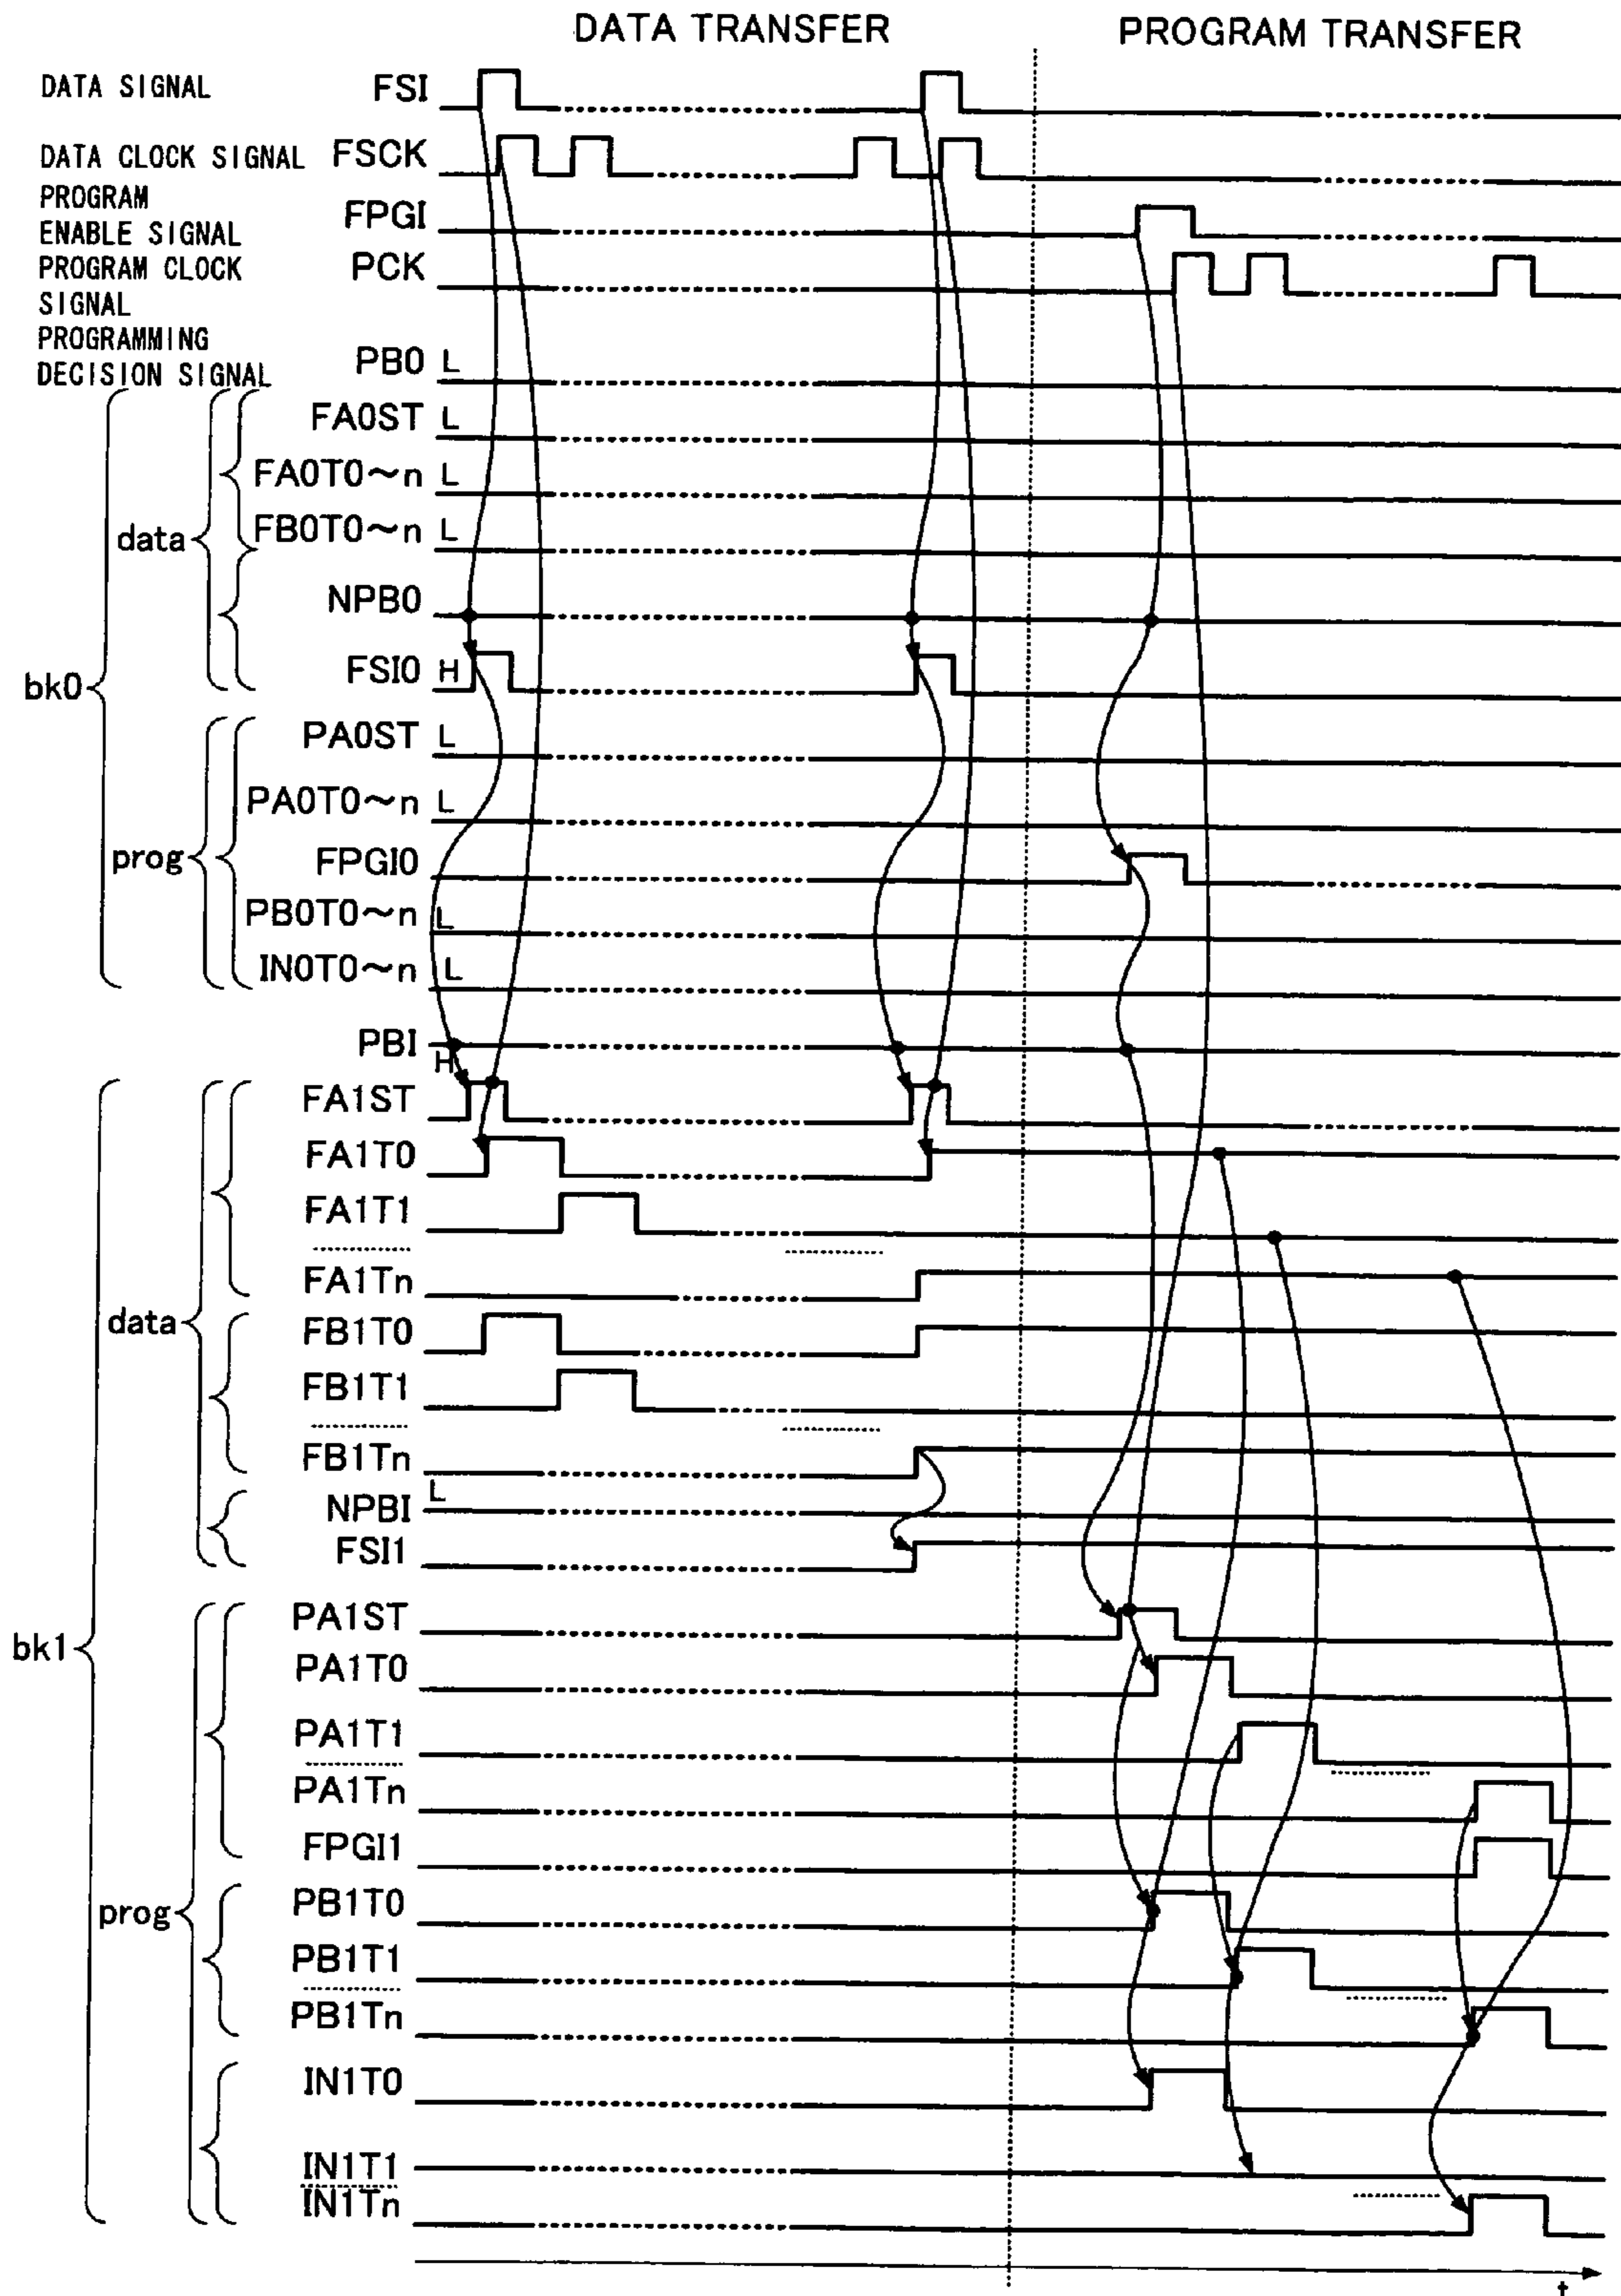 DATA TRANSFER
PROGRAM TRANSFER
DATA SIGNAL FSI
DATA CLOCK SIGNAL FSCK
PROGRAM
ENABLE SIGNAL FPGI
PROGRAM CLOCK
SIGNAL PCK
PROGRAMMING
DECISION SIGNAL PB0 L
FA0ST L
FA0T0~n L
data
FB0T0~n L
NPB0
bk0
FSI0 H
PA0ST L
PA0T0~n L
prog
FPGI0
PB0T0~n L
IN0T0~n L
PBI H
FA1ST
FA1T0
FA1T1
FA1Tn
data
FB1T0
FB1T1
FB1Tn
NPBI L
FSI1
bk1
PA1ST
PA1T0
PA1T1
PA1Tn
FPGI1
prog
PB1T0
PB1T1
PB1Tn
IN1T0
IN1T1
IN1Tn
t